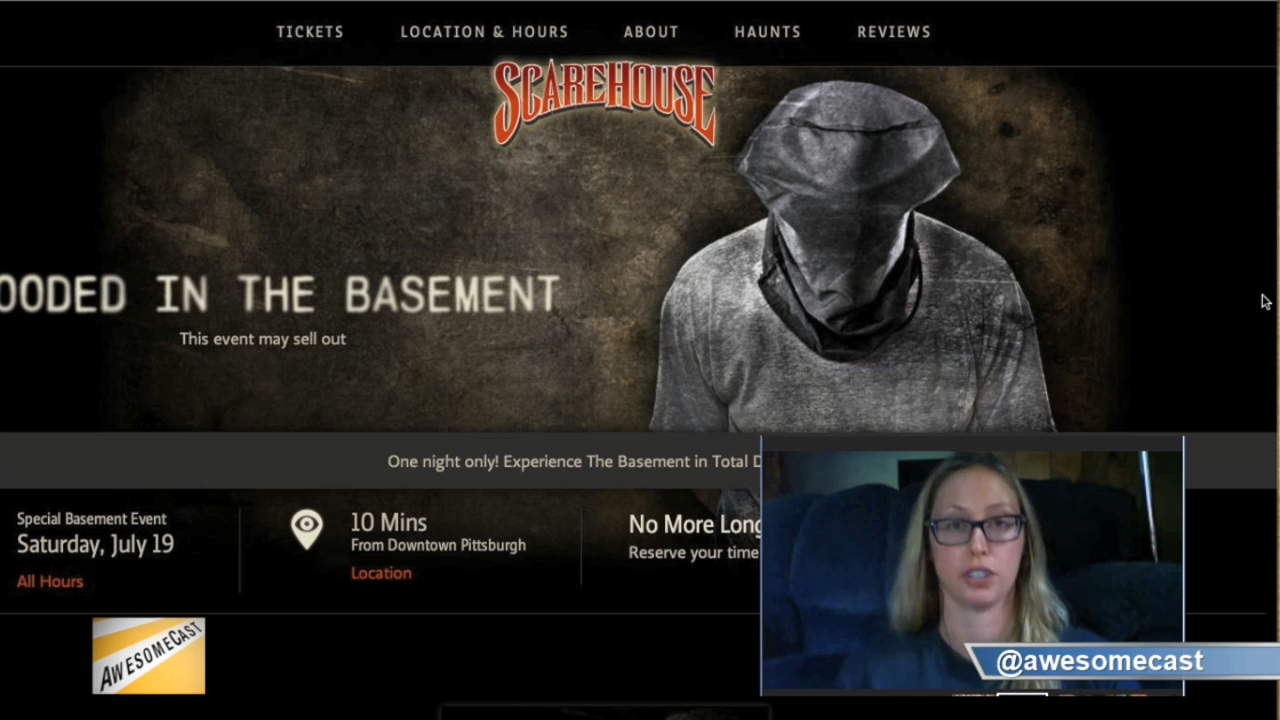 TICKETS
LOCATION & HOURS
ABOUT
HAUNTS
REVIEWS
SCAREHOUSE
OODED IN THE BASEMENT
This event may sell out
One night only! Experience The Basement in Total D
Special Basement Event
Saturday, July 19
All Hours
10 Mins
From Downtown Pittsburgh
Location
No More Long
Reserve your time
AWESOMECAST
@awesomecast